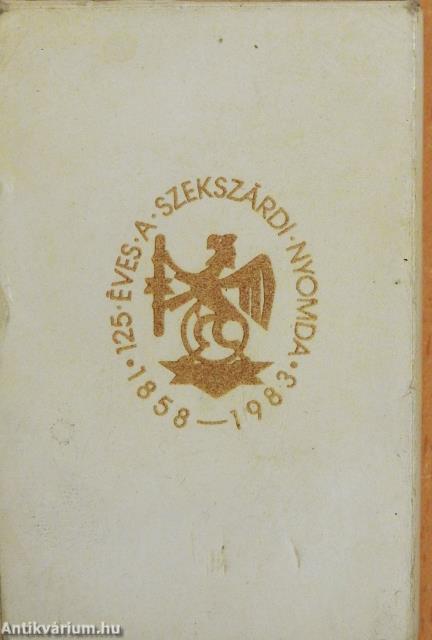 125 · ÉVES · A · SZEKSZÁRDI · NYOMDA ·
1858 — 1983
Antikvárium.hu